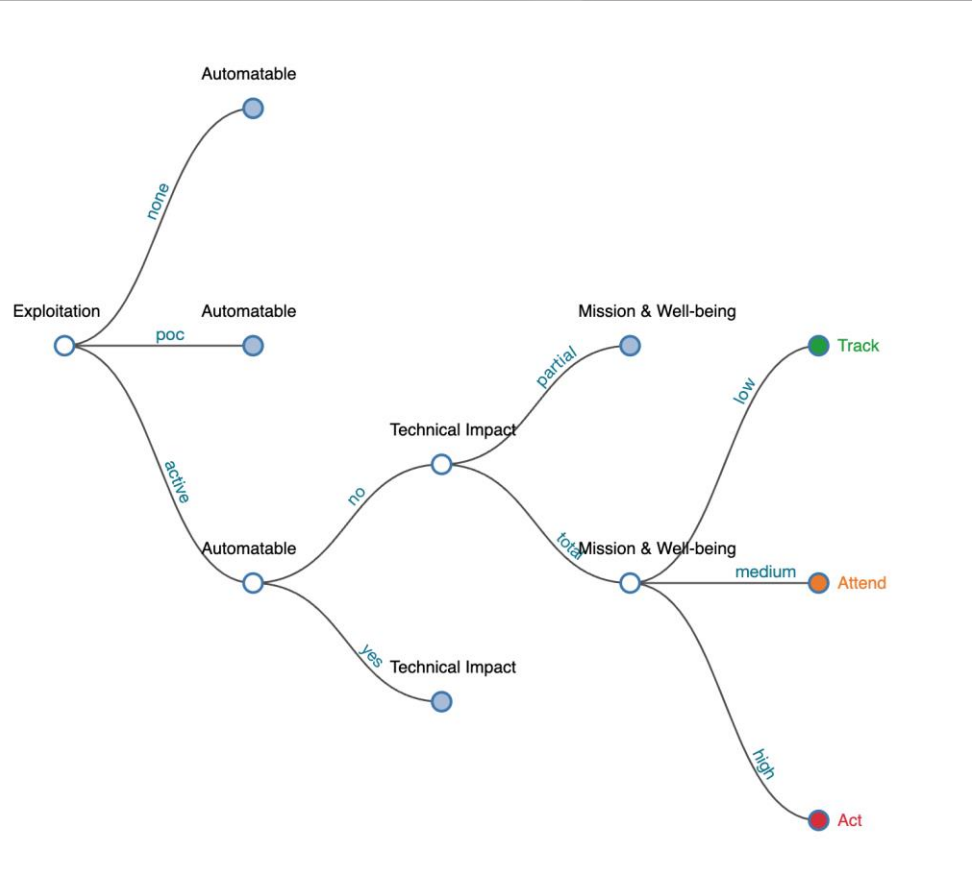 Automatable
none
Exploitation
Automatable
Mission & Well-being
poc
Track
partial
low
Technical Impact
active
no
total
Automatable
Mission & Well-being
medium
Attend
yes
Technical Impact
high
Act